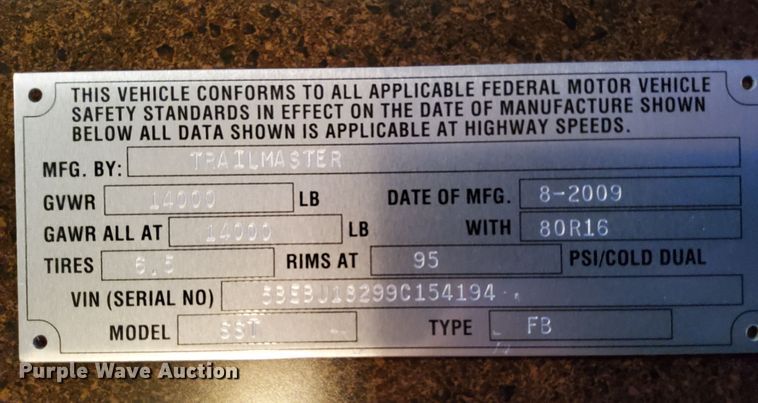 THIS VEHICLE CONFORMS TO ALL APPLICABLE FEDERAL MOTOR VEHICLE
SAFETY STANDARDS IN EFFECT ON THE DATE OF MANUFACTURE SHOWN
BELOW ALL DATA SHOWN IS APPLICABLE AT HIGHWAY SPEEDS.
MFG. BY: TRAILMASTER
GVWR 14000 LB DATE OF MFG. 8-2009
GAWR ALL AT 14000 LB WITH 80R16
TIRES 6.5 RIMS AT 95 PSI/COLD DUAL
VIN (SERIAL NO)
MODEL SST TYPE FB
Purple Wave Auction